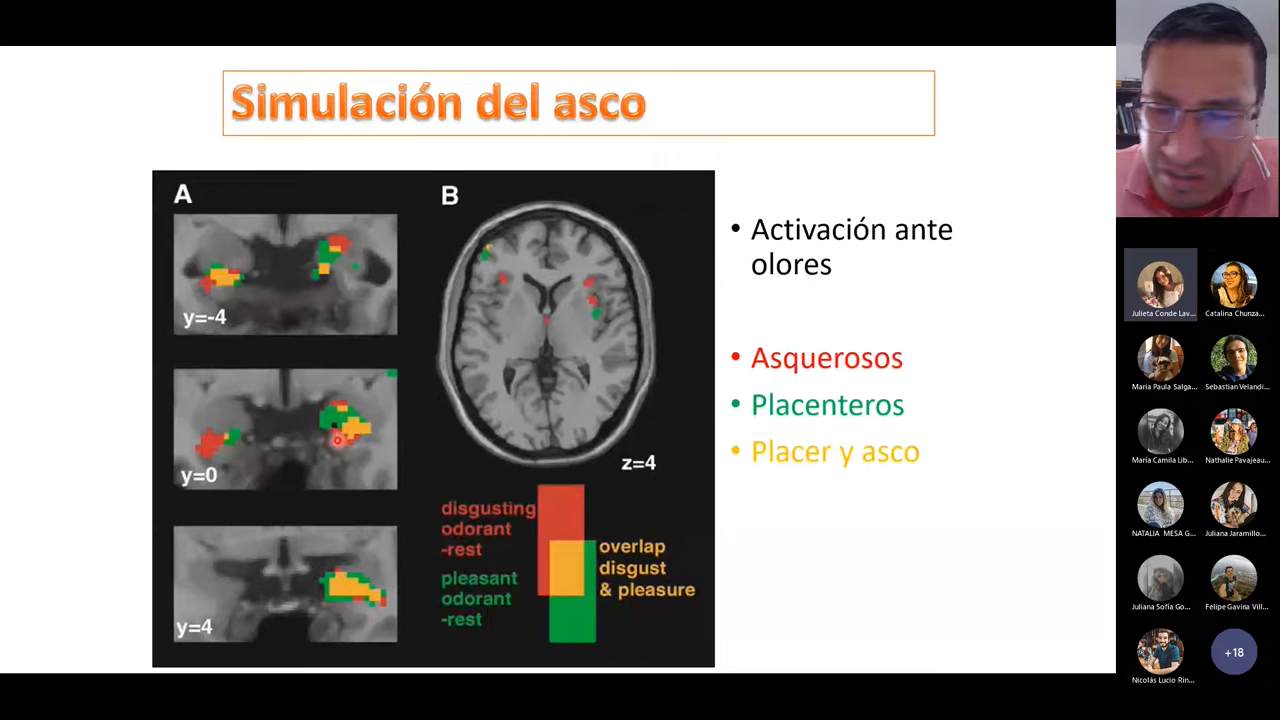 Simulación del asco
A
B
y=-4
y=0
y=4
z=4
disgusting
odorant
-rest
pleasant
odorant
-rest
overlap
disgust
& pleasure
• Activación ante
olores
• Asquerosos
• Placenteros
• Placer y asco
Julieta Conde Lav...
Catalina Chunza...
Maria Paula Salga...
Sebastian Velandi...
María Camila Lib...
Nathalie Pavajeau...
NATALIA MESA G...
Juliana Jaramillo...
Juliana Sofía Go...
Felipe Gaviria Vill...
Nicolás Lucio Rin...
+18